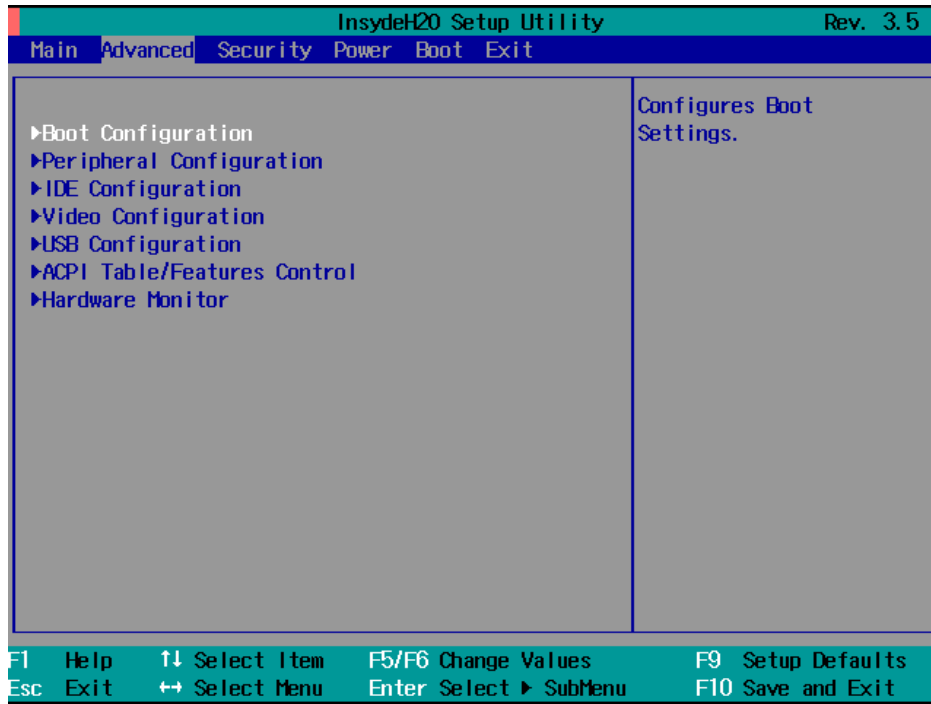 InsydeH2O Setup Utility Rev. 3.5
Main Advanced Security Power Boot Exit
▶Boot Configuration
▶Peripheral Configuration
▶IDE Configuration
▶Video Configuration
▶USB Configuration
▶ACPI Table/Features Control
▶Hardware Monitor
Configures Boot
Settings.
F1 Help ↑↓ Select Item F5/F6 Change Values F9 Setup Defaults
Esc Exit ↔ Select Menu Enter Select ▶ SubMenu F10 Save and Exit